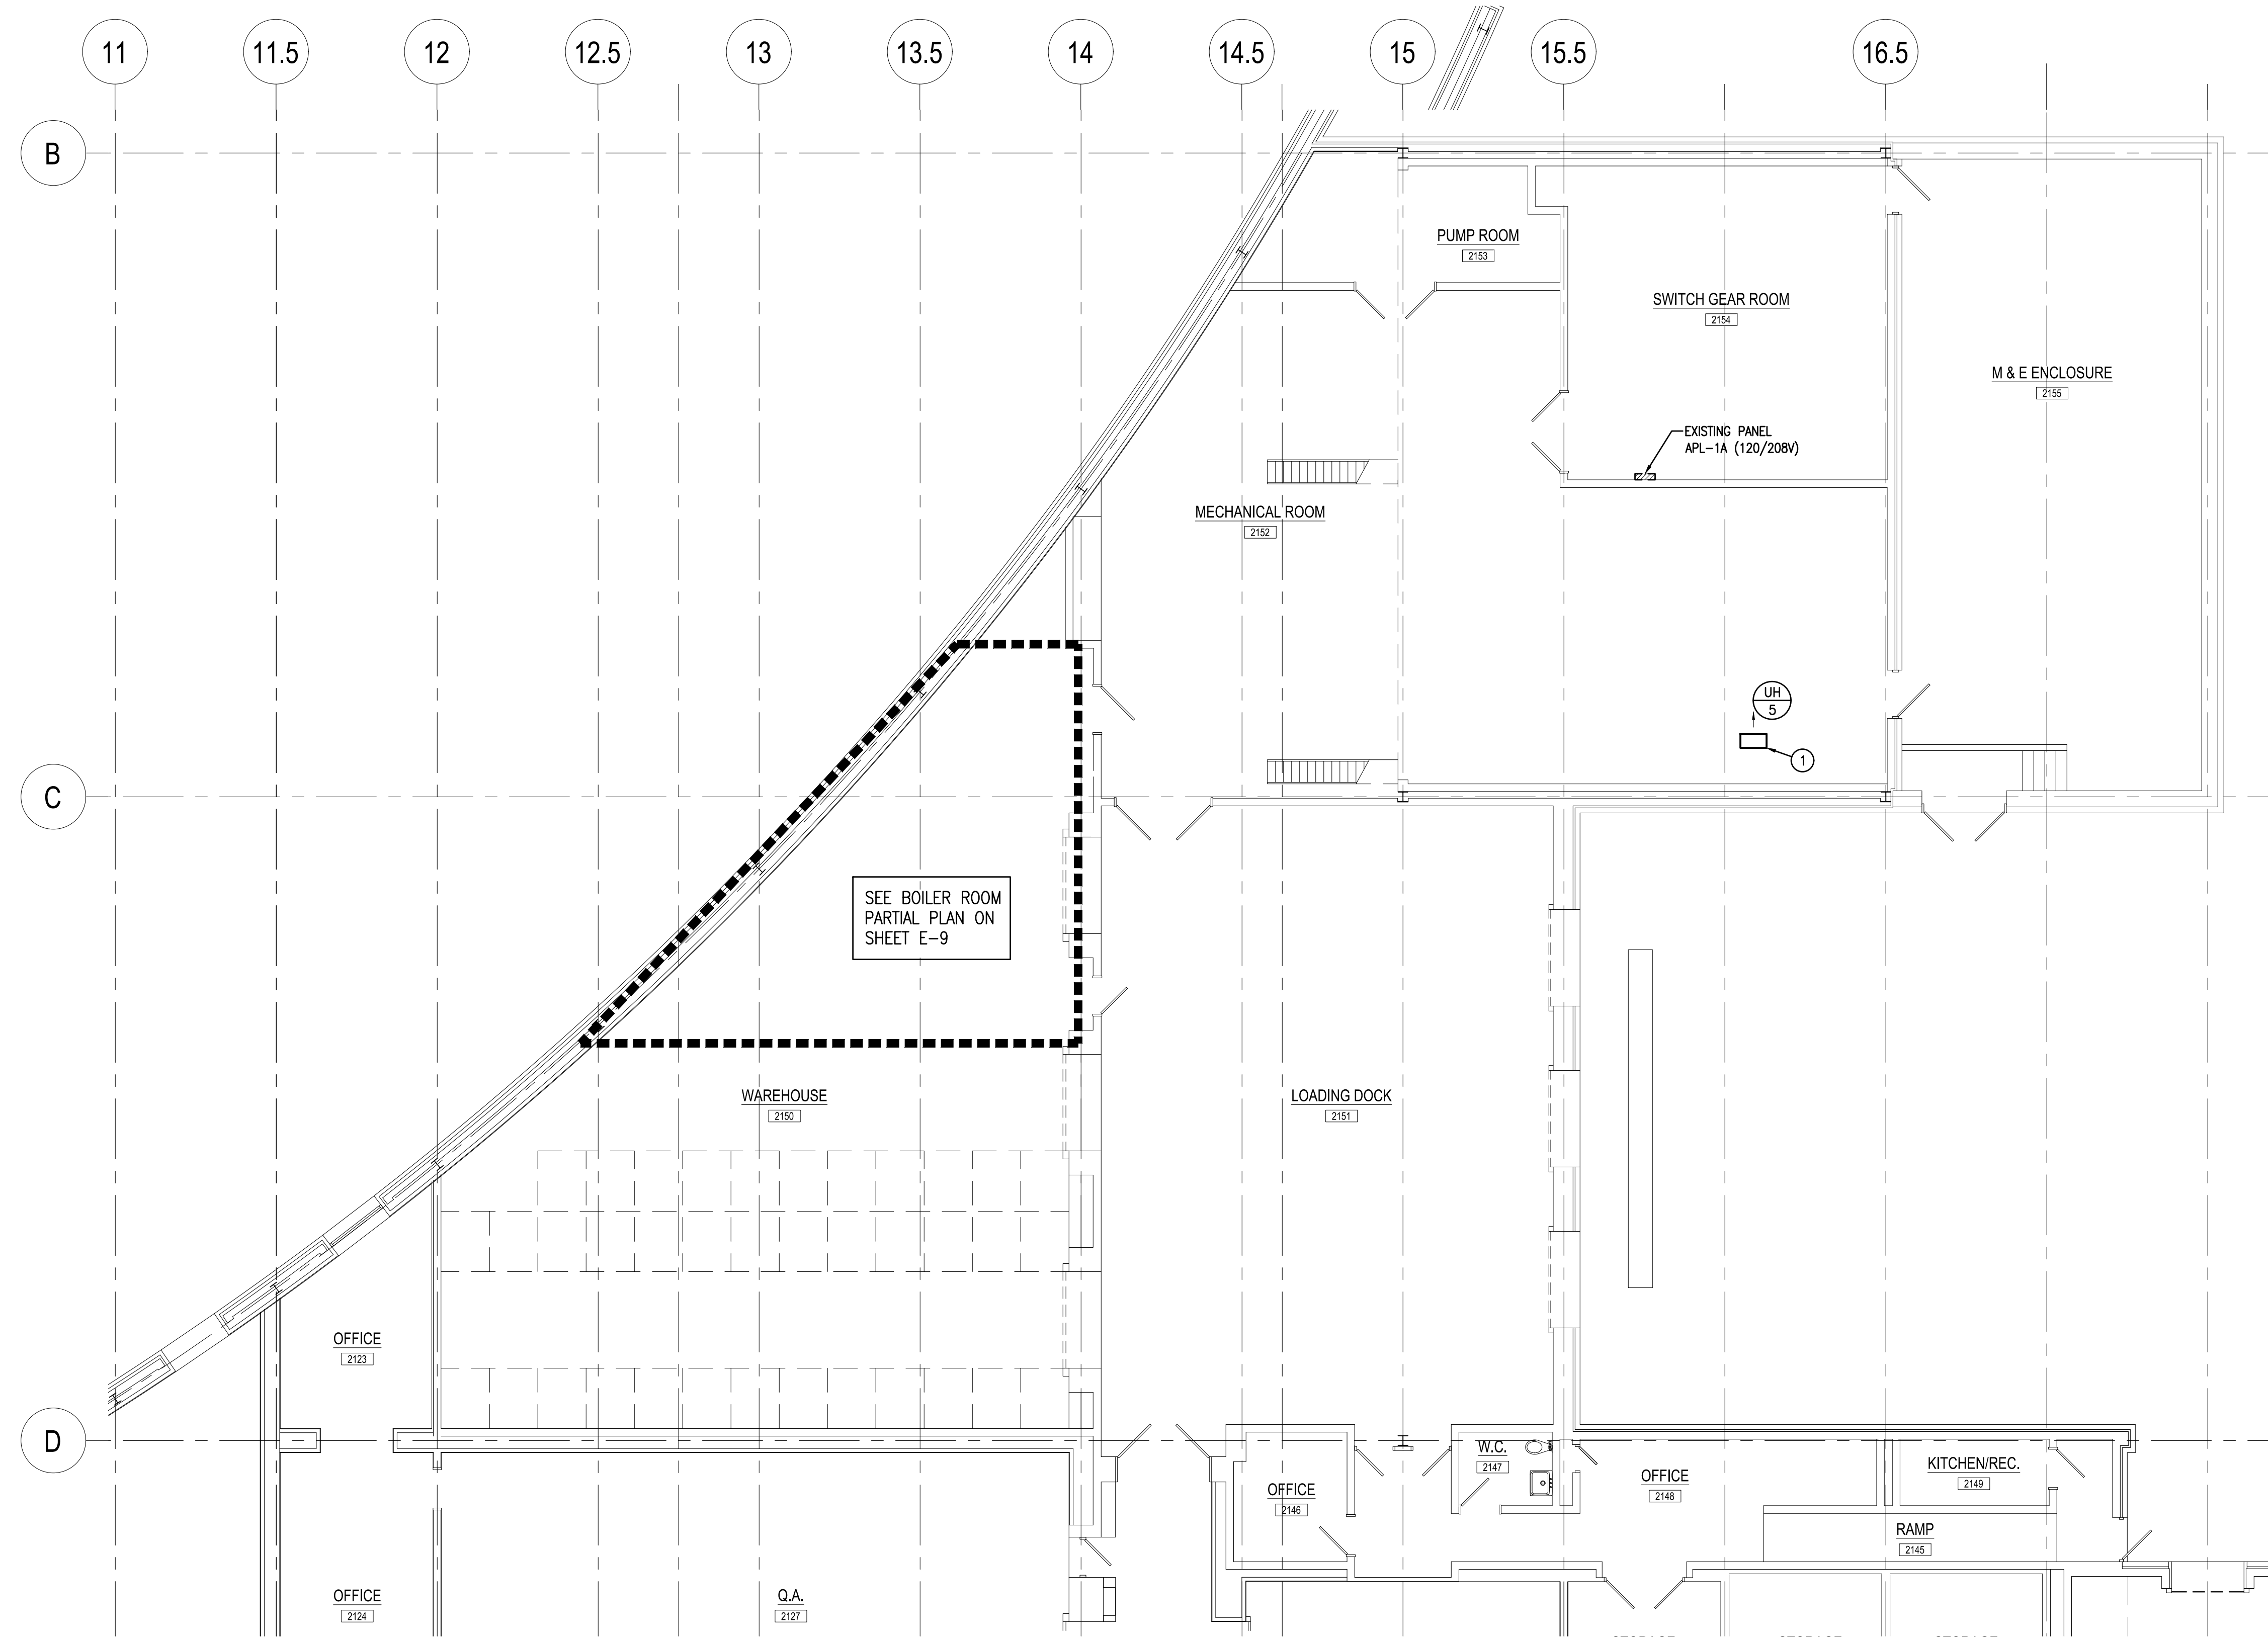 11
11.5
12
12.5
13
13.5
14
14.5
15
15.5
16.5
B
PUMP ROOM
2153
SWITCH GEAR ROOM
2154
M & E ENCLOSURE
2155
EXISTING PANEL
APL-1A (120/208V)
MECHANICAL ROOM
2152
UH
5
1
C
SEE BOILER ROOM
PARTIAL PLAN ON
SHEET E-9
WAREHOUSE
2150
LOADING DOCK
2151
OFFICE
2123
D
W.C.
2147
OFFICE
2146
OFFICE
2148
KITCHEN/REC.
2149
RAMP
2145
OFFICE
2124
Q.A.
2127